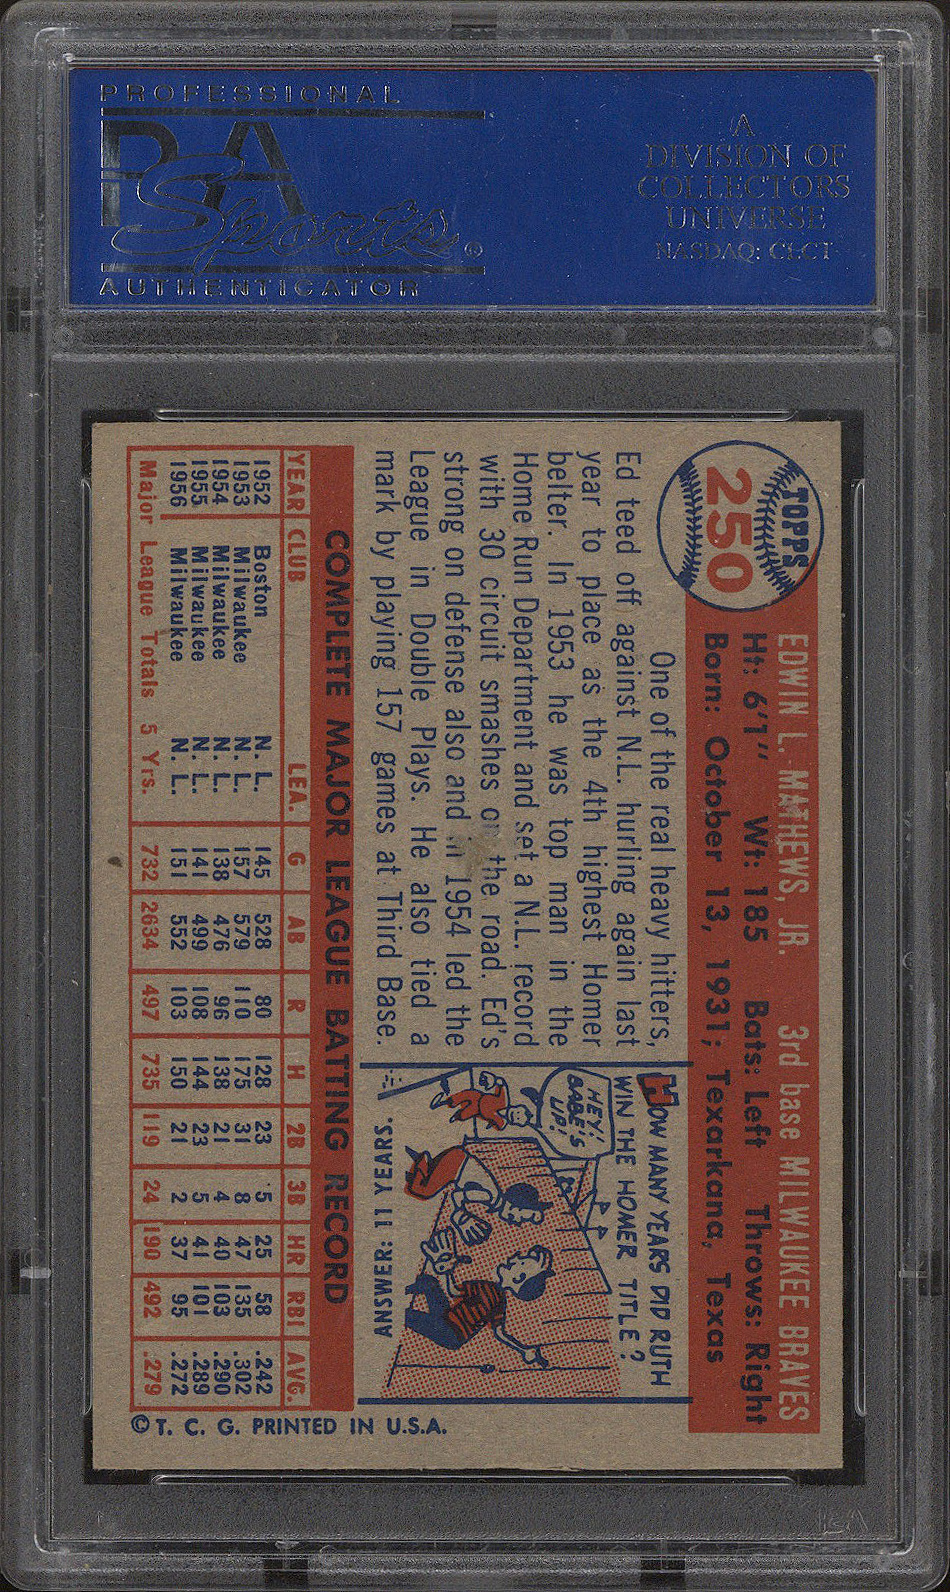 PROFESSIONAL
PSA
Sports®
AUTHENTICATOR
A
DIVISION OF
COLLECTORS
UNIVERSE
NASDAQ: CLCT
TOPPS
250
EDWIN L. MATHEWS, JR. 3rd base MILWAUKEE BRAVES
Ht: 6'1" Wt: 185 Bats: Left Throws: Right
Born: October 13, 1931; Texarkana, Texas
One of the real heavy hitters,
Ed teed off against N.L. hurling again last
year to place as the 4th highest Homer
belter. In 1953 he was top man in the
Home Run Department and set a N.L. record
with 30 circuit smashes on the road. Ed's
strong on defense also and in 1954 led the
League in Double Plays. He also tied a
mark by playing 157 games at Third Base.
HOW MANY YEARS DID RUTH
WIN THE HOMER TITLE?
HEY!
BABE'S
UP!
ANSWER: 11 YEARS.
COMPLETE MAJOR LEAGUE BATTING RECORD
YEAR CLUB LEA. G AB R H 2B 3B HR RBI AVG.
1952 Boston N. L. 145 528 80 128 23 5 25 58 .242
1953 Milwaukee N. L. 157 579 110 175 31 8 47 135 .302
1954 Milwaukee N. L. 138 476 96 138 21 4 40 103 .290
1955 Milwaukee N. L. 141 499 108 144 23 5 41 101 .289
1956 Milwaukee N. L. 151 552 103 150 21 2 37 95 .272
Major League Totals 5 Yrs. 732 2634 497 735 119 24 190 492 .279
©T. C. G. PRINTED IN U.S.A.